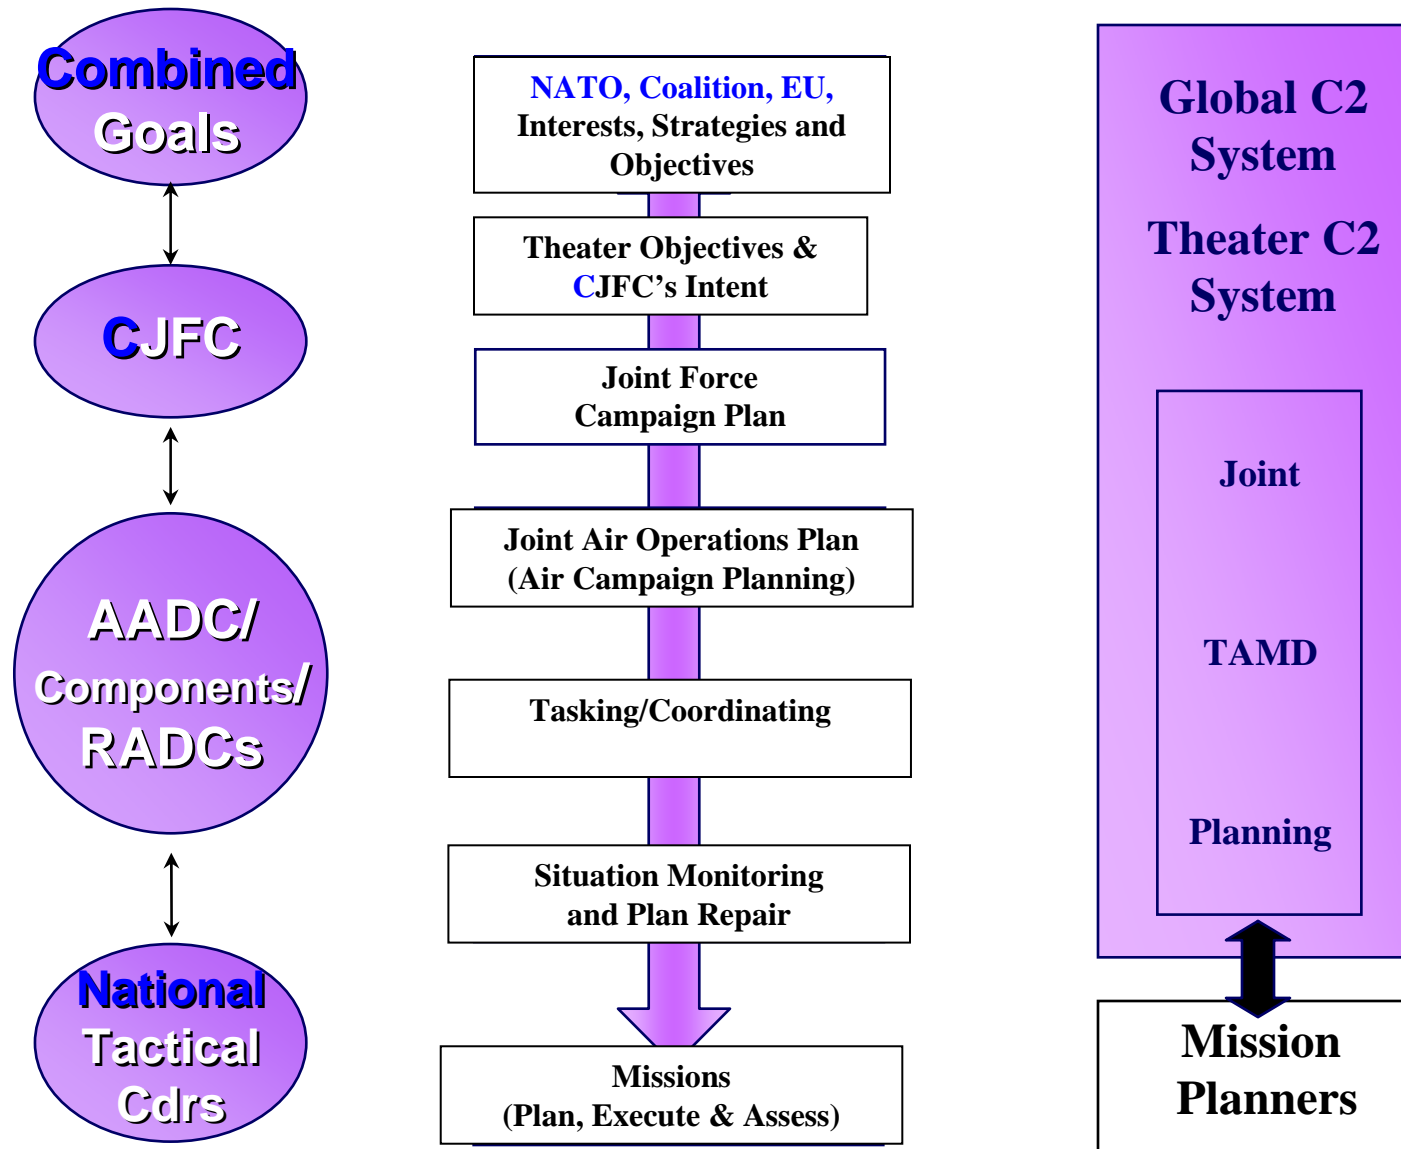 Combined
Goals
CJFC
AADC/
Components/
RADCs
National
Tactical
Cdrs
NATO, Coalition, EU,
Interests, Strategies and
Objectives
Theater Objectives &
CJFC’s Intent
Joint Force
Campaign Plan
Joint Air Operations Plan
(Air Campaign Planning)
Tasking/Coordinating
Situation Monitoring
and Plan Repair
Missions
(Plan, Execute & Assess)
Global C2
System
Theater C2
System
Joint
TAMD
Planning
Mission
Planners